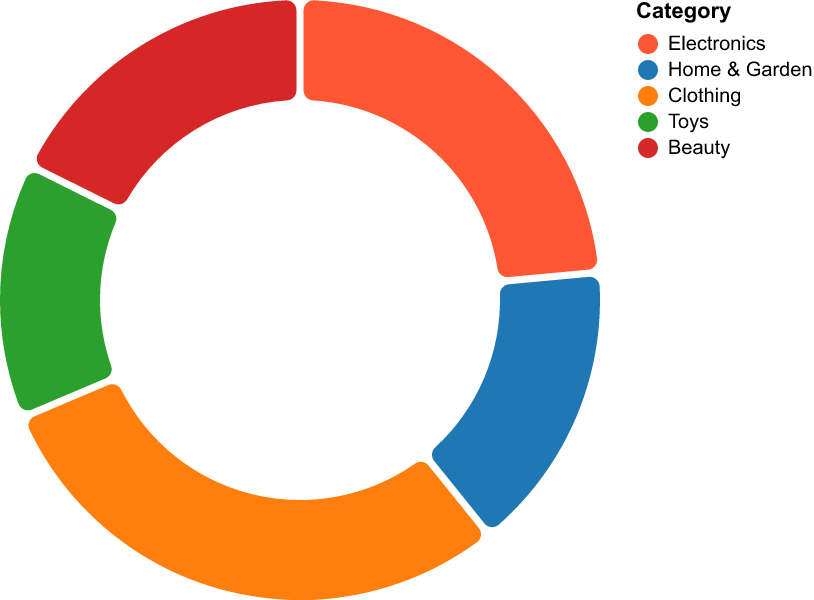 Category
Electronics
Home & Garden
Clothing
Toys
Beauty